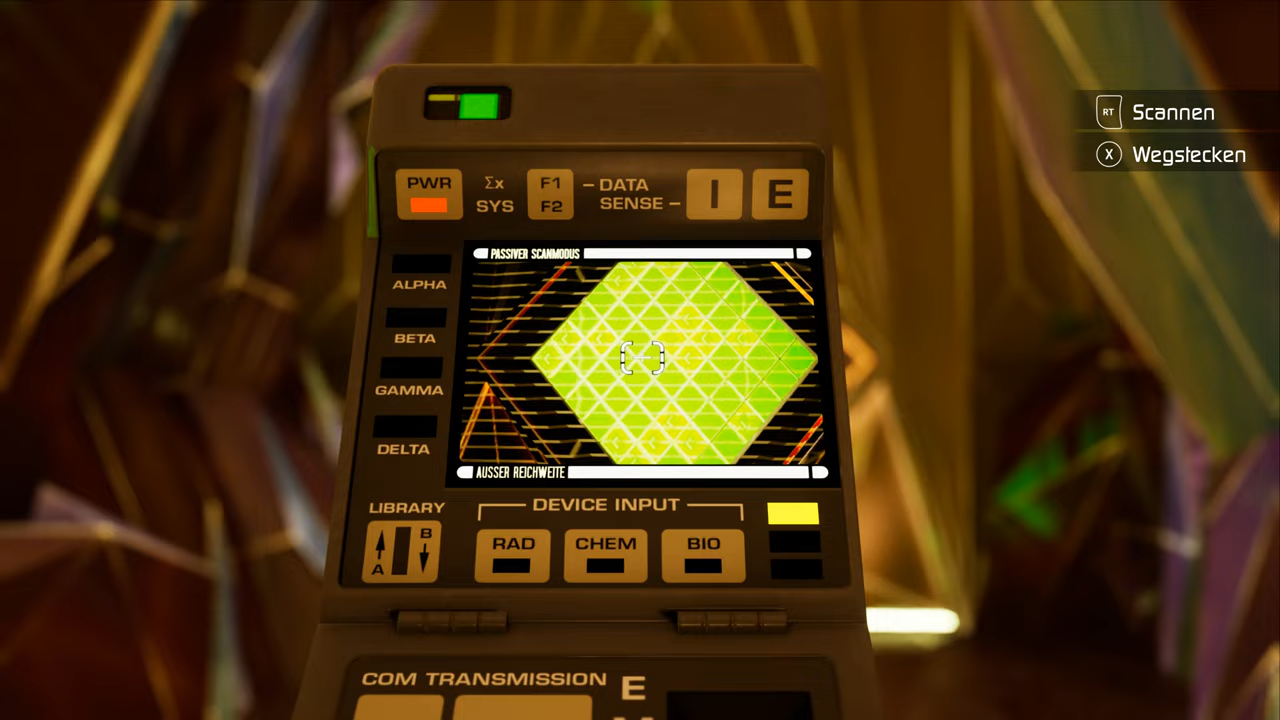 RT Scannen
X Wegstecken
PWR
Σx
SYS
F1
F2
DATA
SENSE
I
E
PASSIVER SCANMODUS
ALPHA
BETA
GAMMA
DELTA
AUSSER REICHWEITE
LIBRARY
A
B
DEVICE INPUT
RAD
CHEM
BIO
COM TRANSMISSION
E